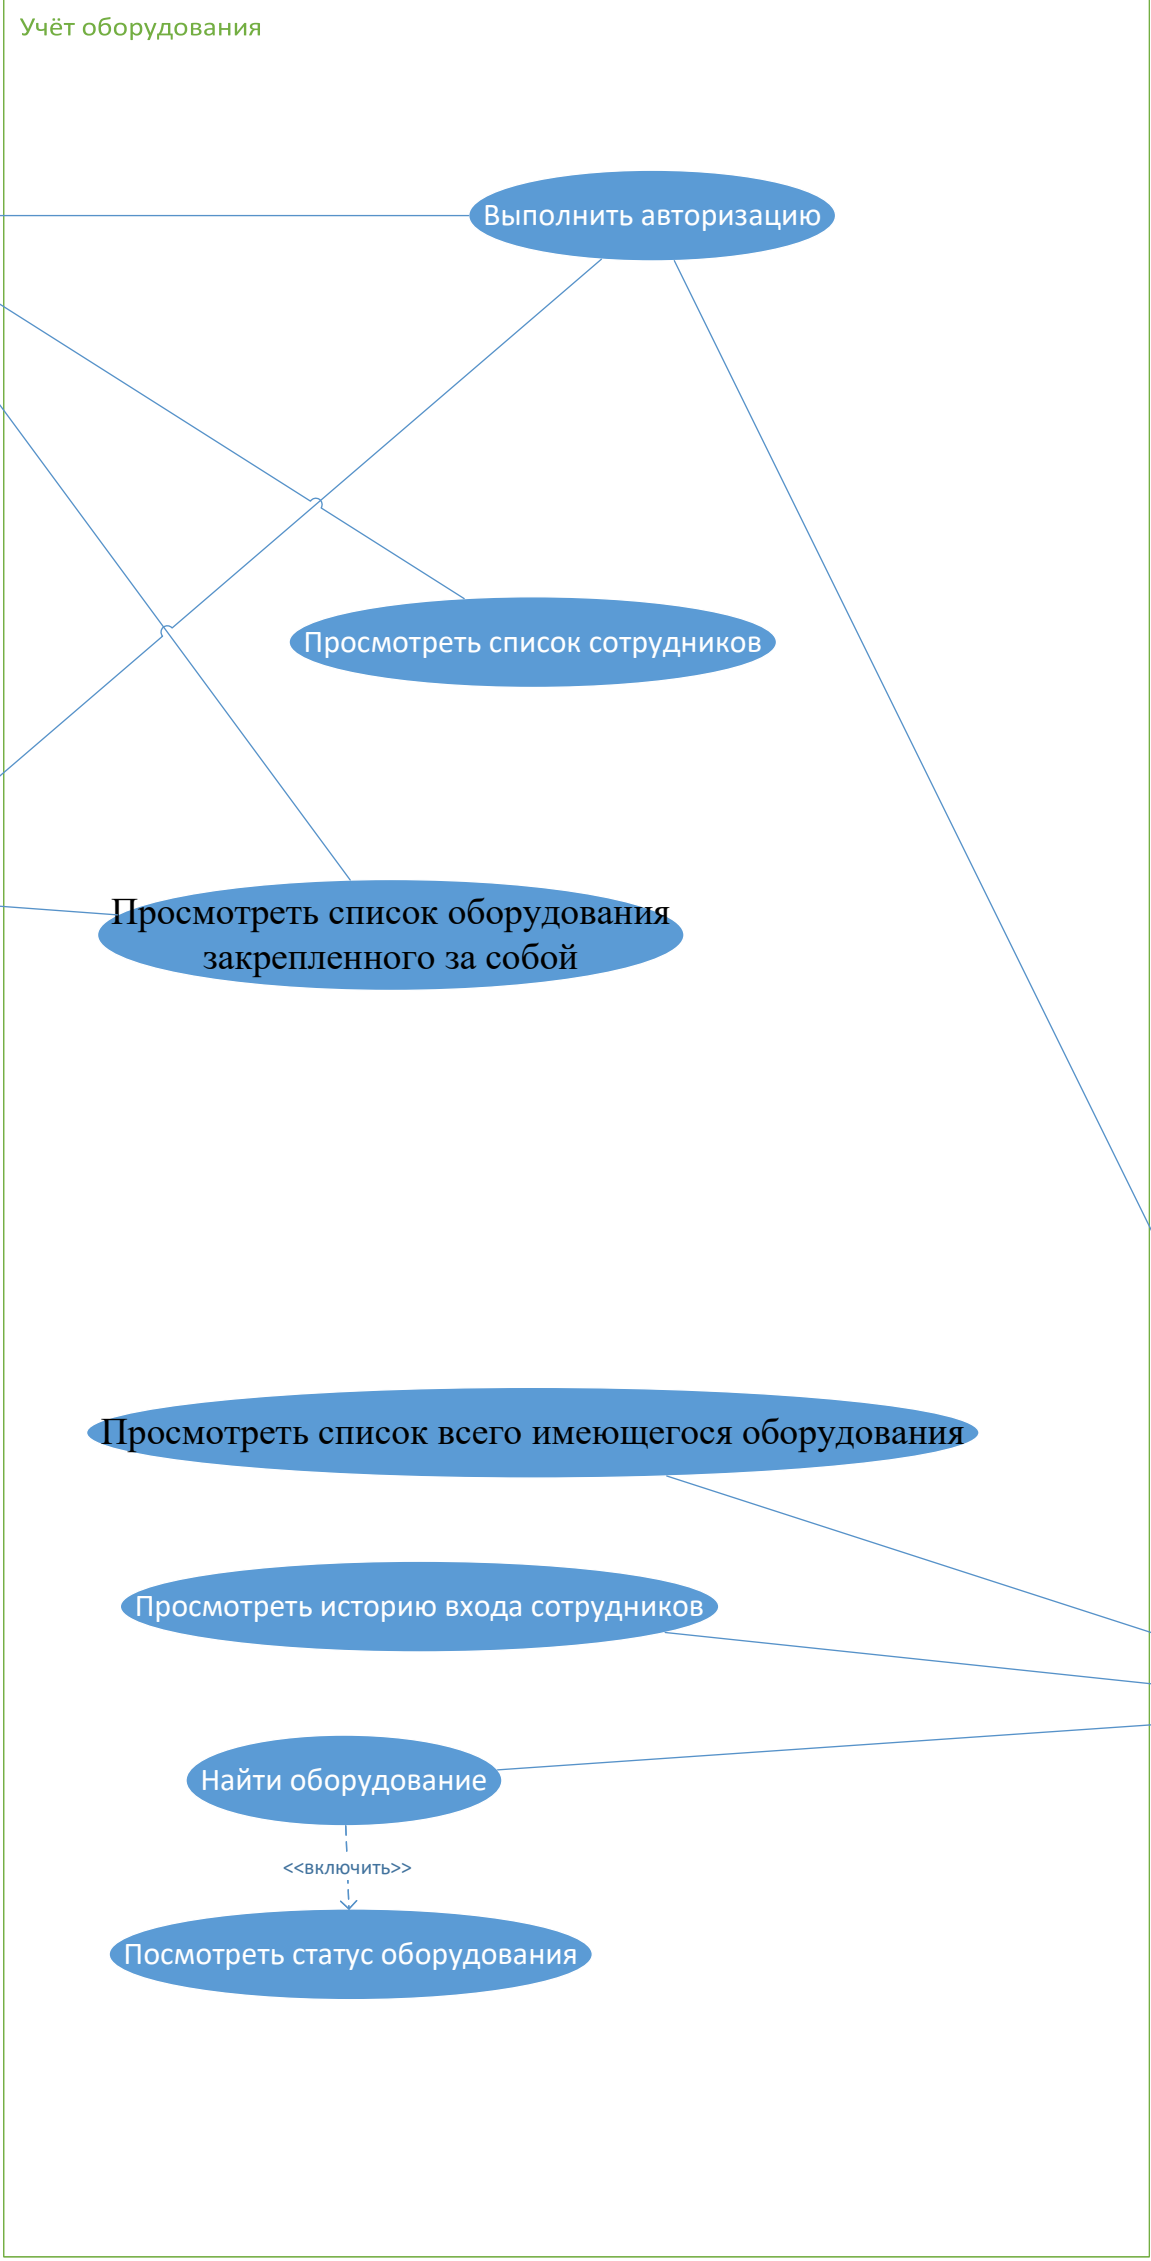 Учёт оборудования
Выполнить авторизацию
Просмотреть список сотрудников
Просмотреть список оборудования
закрепленного за собой
Просмотреть список всего имеющегося оборудования
Просмотреть историю входа сотрудников
Найти оборудование
<<включить>>
Посмотреть статус оборудования